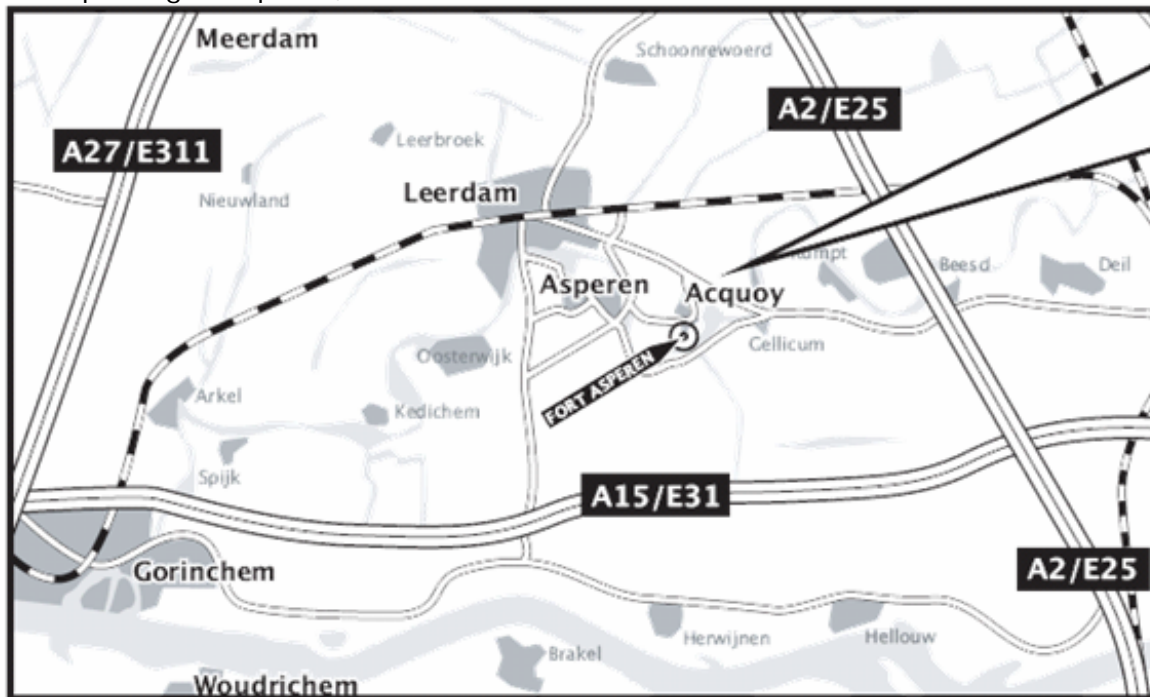 Meerdam
Schoonrewoerd
A2/E25
A27/E311
Leerbroek
Leerdam
Nieuwland
Asperen
Acquoy
Beesd
Deil
Oosterwijk
Gellicum
FORT ASPEREN
Arkel
Kedichem
Spijk
A15/E31
Gorinchem
A2/E25
Herwijnen
Hellouw
Brakel
Woudrichem